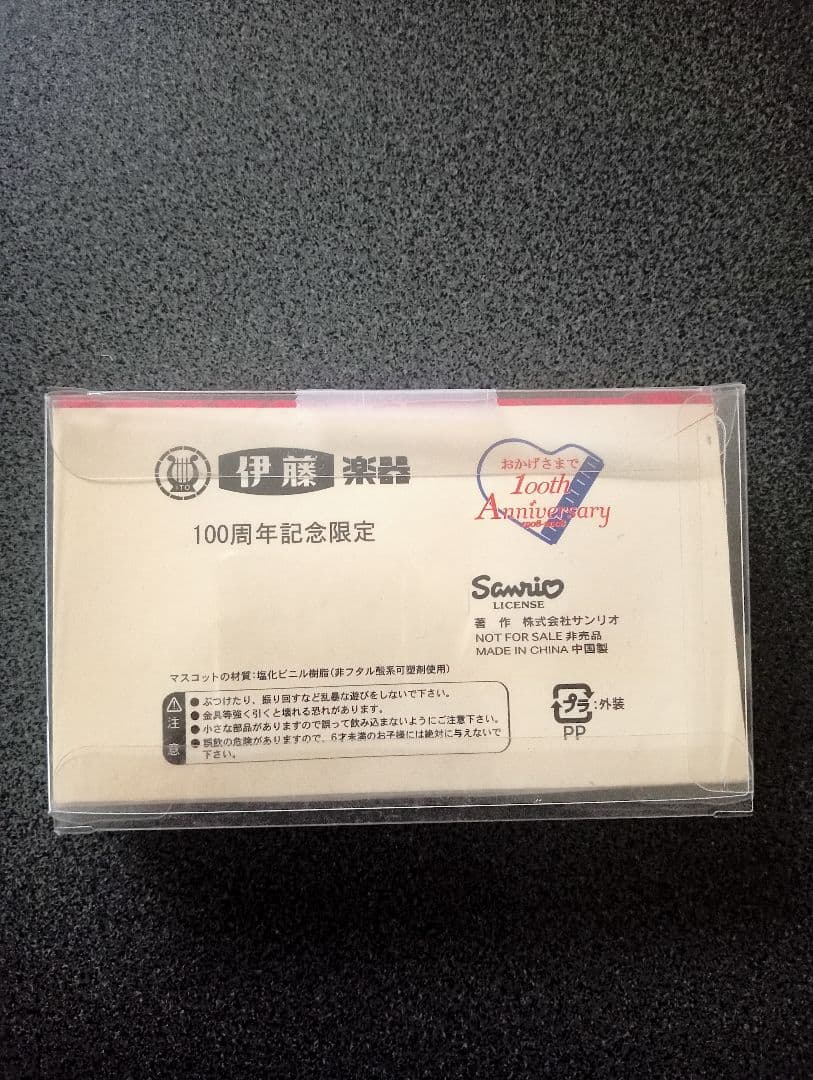 ITO
伊藤楽器
100周年記念限定
おかげさまで
100th
Anniversary
1908-2008
Sanrio
LICENSE
著 作 株式会社サンリオ
NOT FOR SALE 非売品
MADE IN CHINA 中国製
マスコットの材質:塩化ビニル樹脂(非フタル酸系可塑剤使用)
注意
●ぶつけたり、振り回すなど乱暴な遊びをしないで下さい。
●金具等強く引くと壊れる恐れがあります。
●小さな部品がありますので誤って飲み込まないようにご注意下さい。
●誤飲の危険がありますので、6才未満のお子様には絶対に与えないで
下さい。
プラ:外装
PP